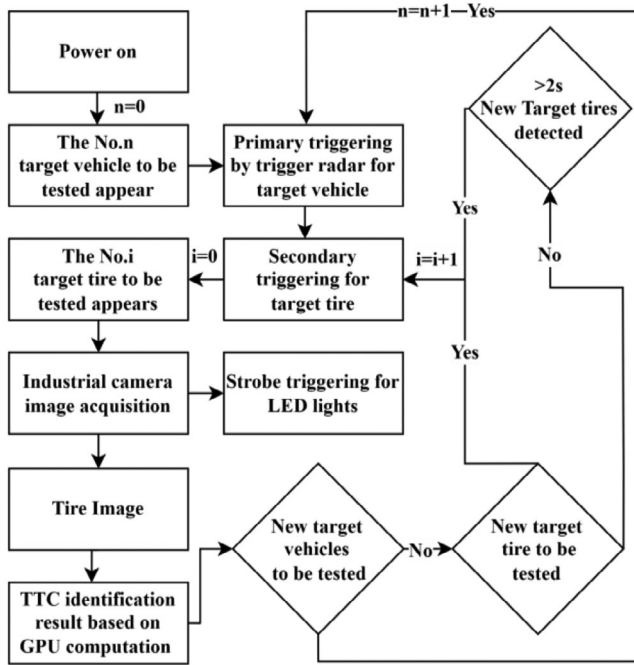 n=n+1
Yes
Power on
>2s
New Target tires
detected
n=0
The No.n
target vehicle to be
tested appear
Primary triggering
by trigger radar for
target vehicle
Yes
No
The No.i
target tire to be
tested appears
i=0
Secondary
triggering for
target tire
i=i+1
Yes
Industrial camera
image acquisition
Strobe triggering for
LED lights
Tire Image
New target
vehicles
to be tested
No
New target
tire to be
tested
TTC identification
result based on
GPU computation